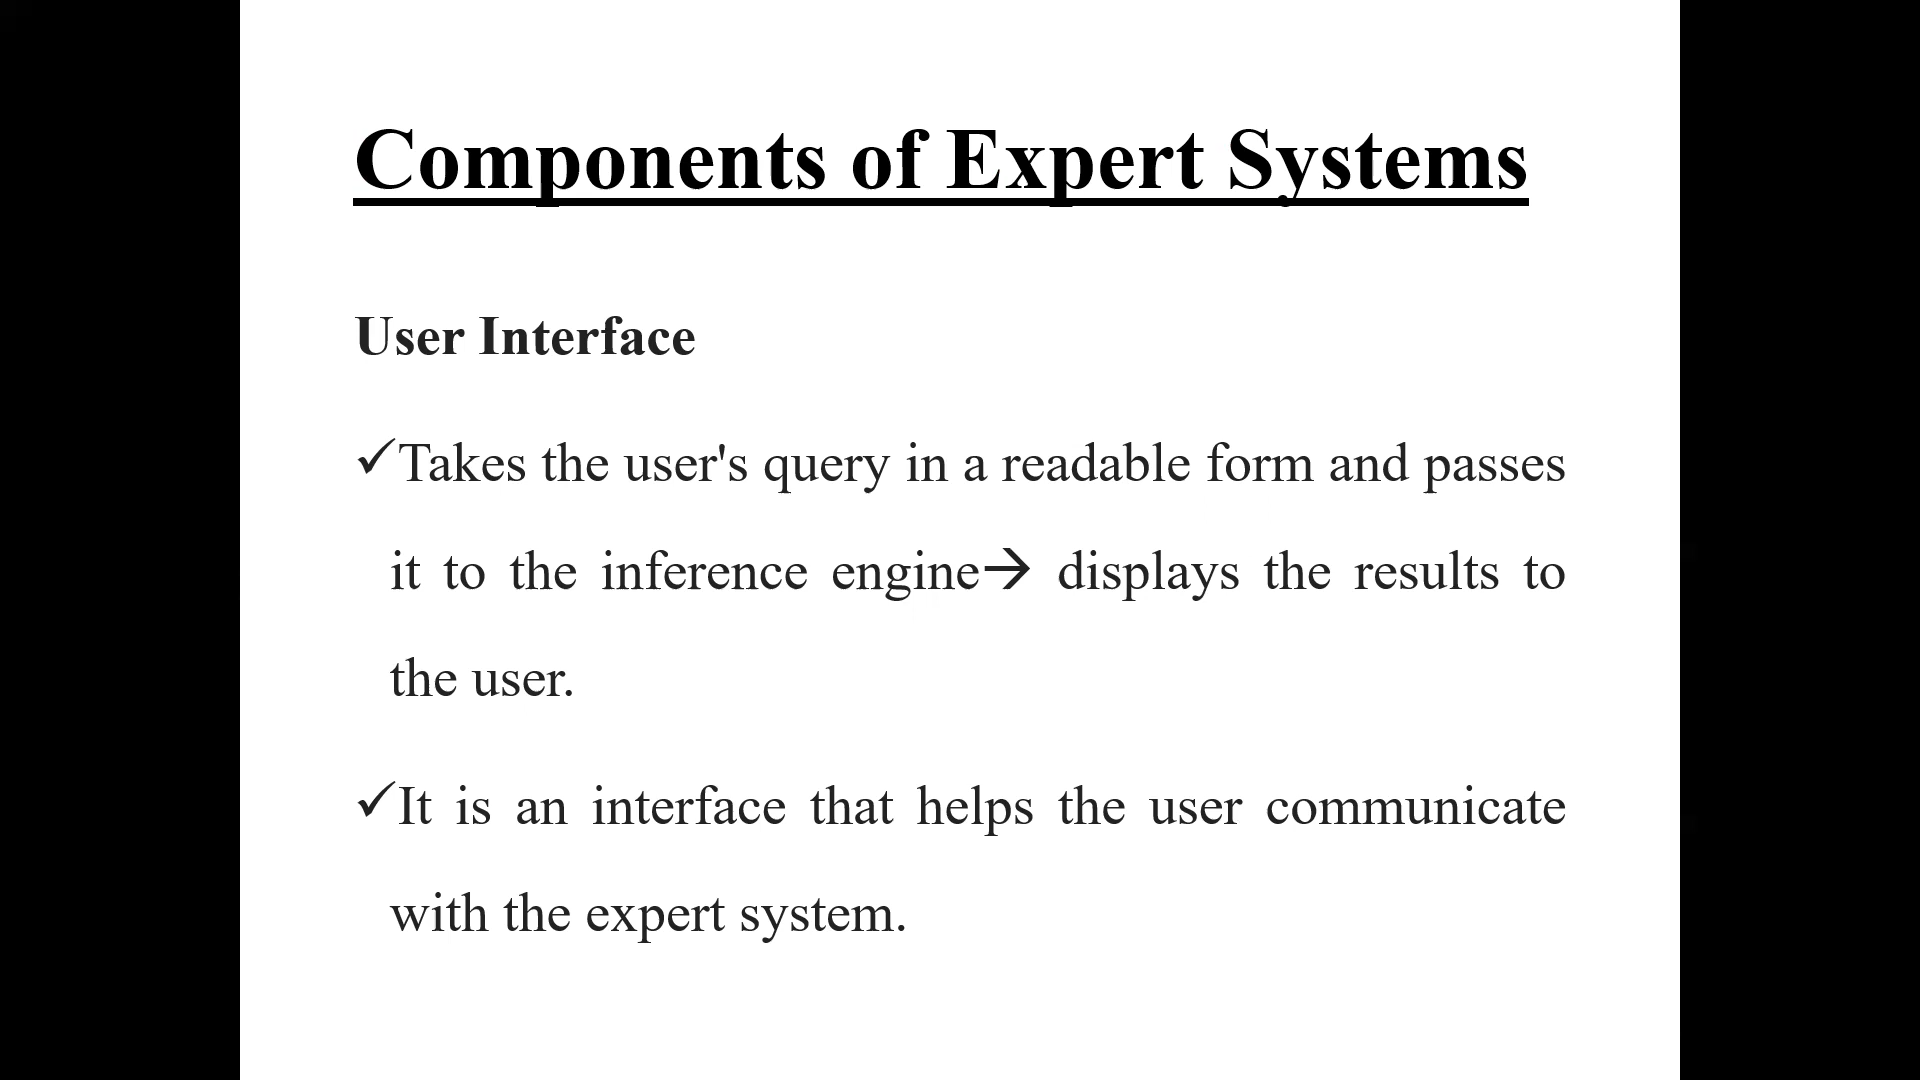 Components of Expert Systems
User Interface
✓Takes the user's query in a readable form and passes
it to the inference engine→ displays the results to
the user.
✓It is an interface that helps the user communicate
with the expert system.